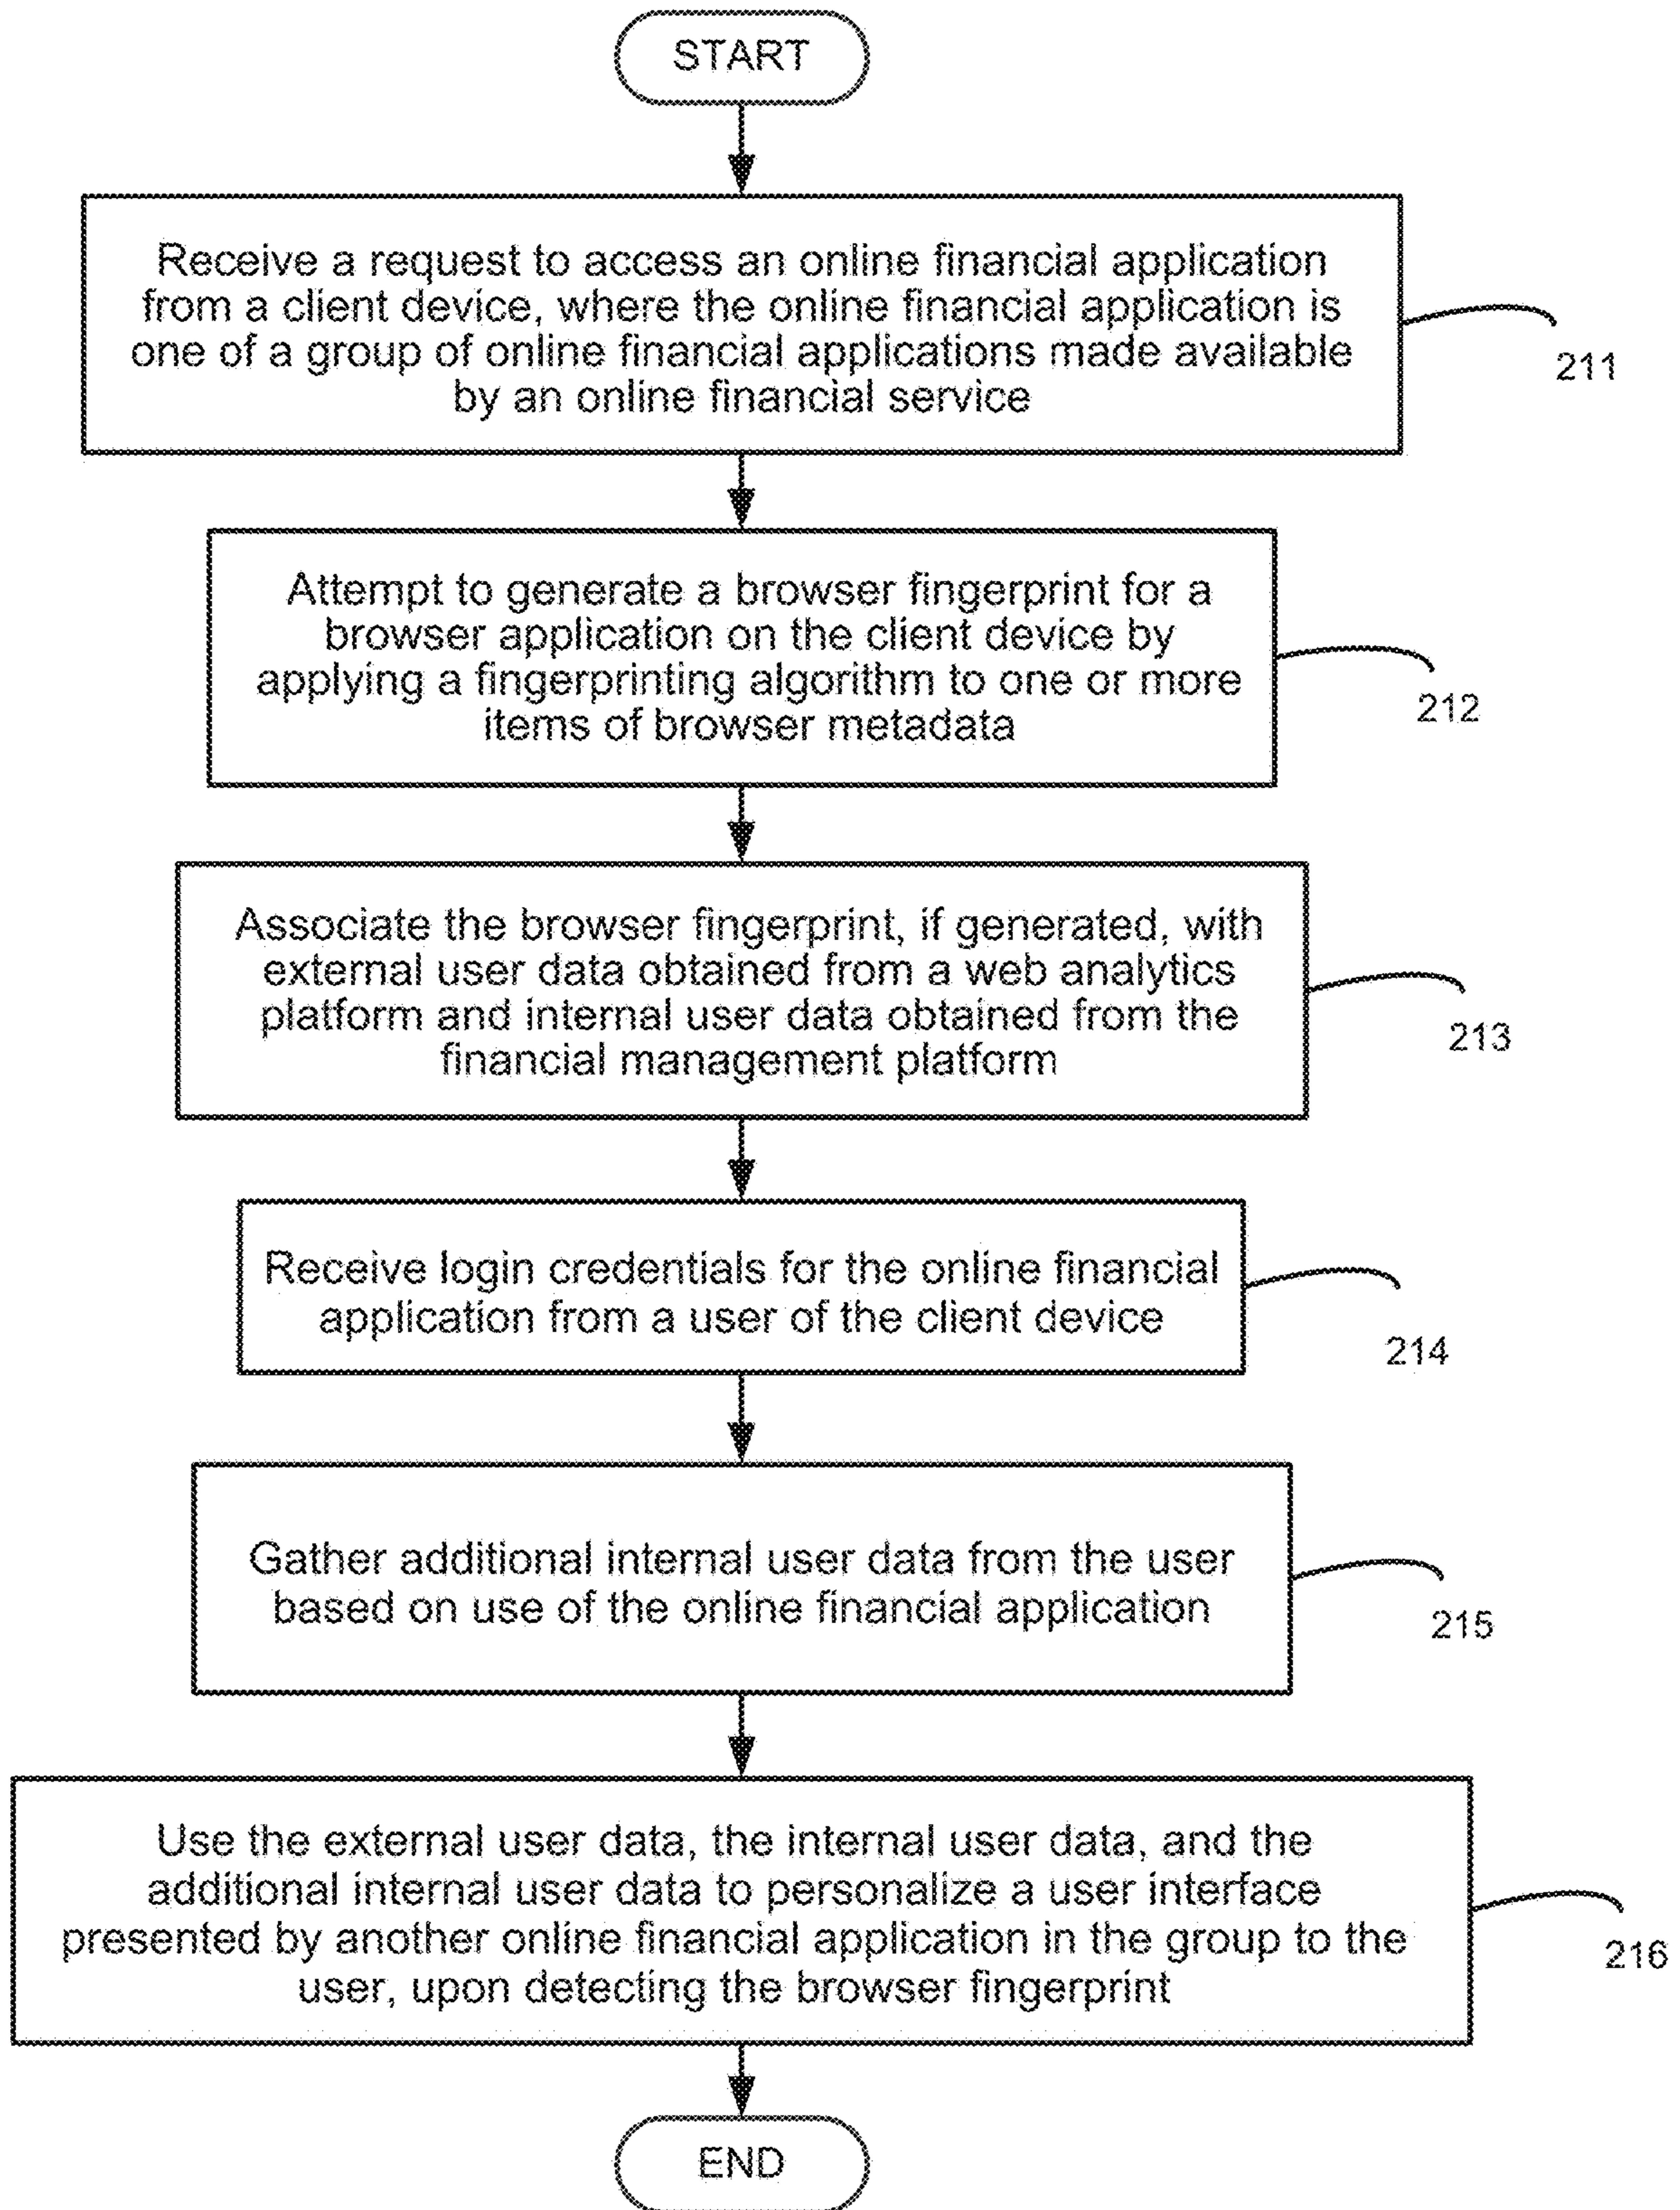 START
Receive a request to access an online financial application
from a client device, where the online financial application is
one of a group of online financial applications made available
by an online financial service
211
Attempt to generate a browser fingerprint for a
browser application on the client device by
applying a fingerprinting algorithm to one or more
items of browser metadata
212
Associate the browser fingerprint, if generated, with
external user data obtained from a web analytics
platform and internal user data obtained from the
financial management platform
213
Receive login credentials for the online financial
application from a user of the client device
214
Gather additional internal user data from the user
based on use of the online financial application
215
Use the external user data, the internal user data, and the
additional internal user data to personalize a user interface
presented by another online financial application in the group to the
user, upon detecting the browser fingerprint
216
END